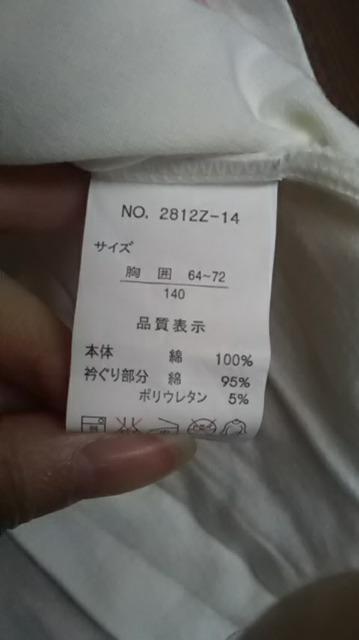 NO. 2812Z-14
サイズ
胸 囲 64~72
140
品質表示
本体 綿 100%
衿ぐり部分 綿 95%
ポリウレタン 5%